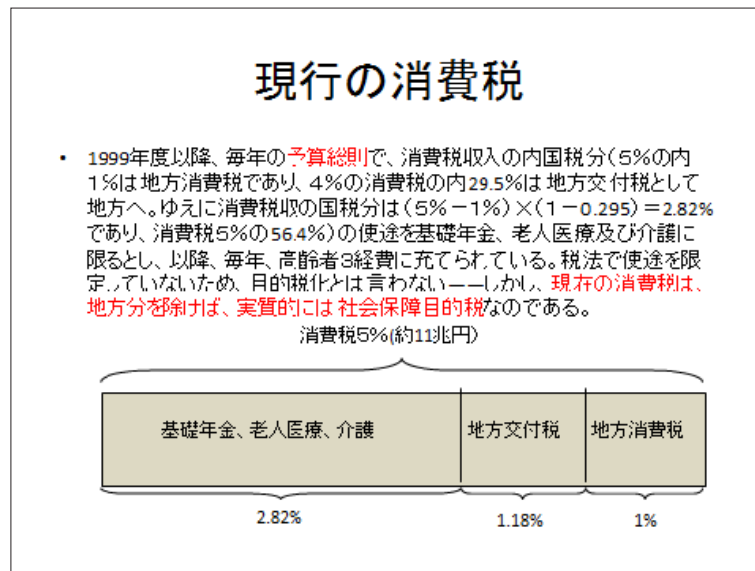 現行の消費税
• 1999年度以降、毎年の予算総則で、消費税収入の内国税分(5%の内
1%は地方消費税であり、4%の消費税の内29.5%は地方交付税として
地方へ。ゆえに消費税収の国税分は(5%-1%)×(1-0.295)=2.82%
であり、消費税5%の56.4%)の使途を基礎年金、老人医療及び介護に
限るとし、以降、毎年、高齢者3経費に充てられている。税法で使途を限
定していないため、目的税化とは言わない——しかし、現在の消費税は、
地方分を除けば、実質的には社会保障目的税なのである。
消費税5%(約11兆円)
基礎年金、老人医療、介護 地方交付税 地方消費税
2.82% 1.18% 1%